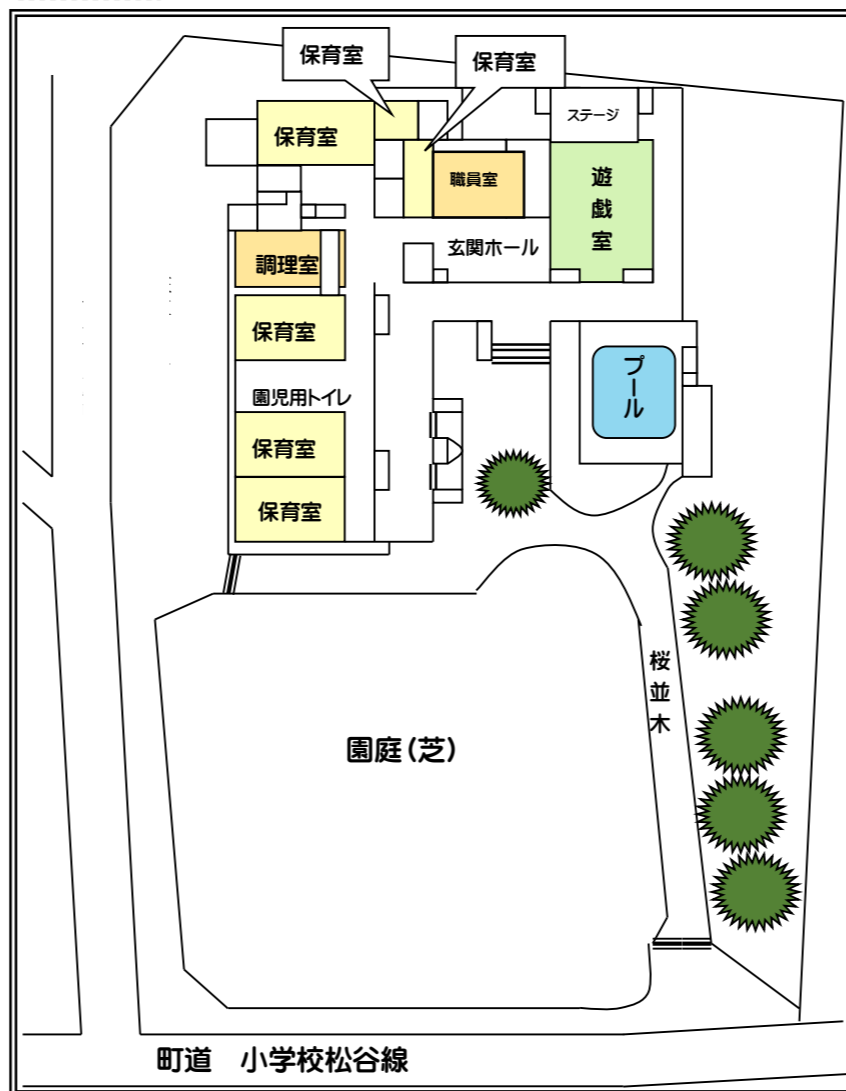 保育室
保育室
ステージ
保育室
職員室
遊戯室
玄関ホール
調理室
保育室
プール
園児用トイレ
保育室
保育室
桜並木
園庭(芝)
町道　小学校松谷線